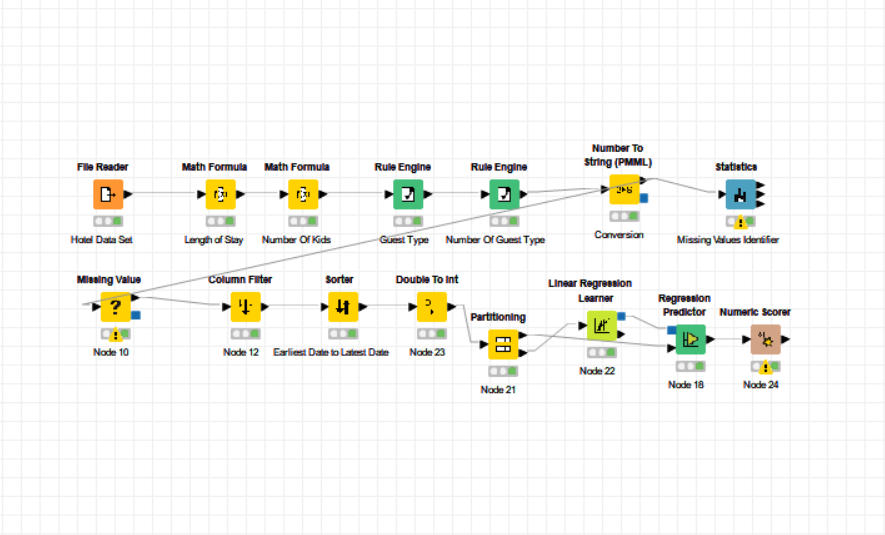 File Reader
Math Formula
Math Formula
Rule Engine
Rule Engine
Number To
String (PMML)
Statistics
Hotel Data Set
Length of Stay
Number Of Kids
Guest Type
Number Of Guest Type
Conversion
Missing Values Identifier
Missing Value
Column Filter
Sorter
Double To Int
Partitioning
Linear Regression
Learner
Regression
Predictor
Numeric Scorer
?
Node 10
Node 12
Earliest Date to Latest Date
Node 23
Node 21
Node 22
Node 18
Node 24